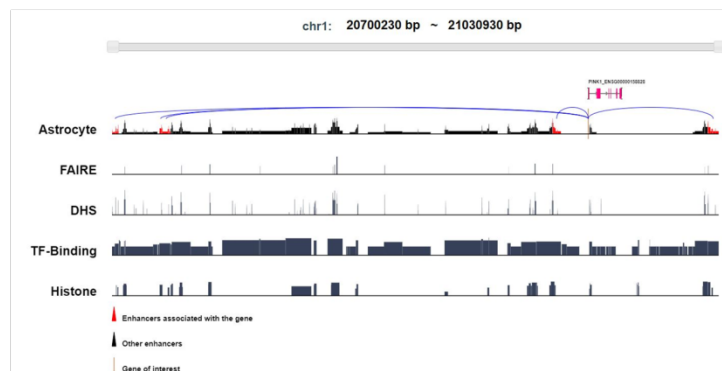 chr1: 20700230 bp ~ 21030930 bp
PINK1_ENSG00000158828
Astrocyte
FAIRE
DHS
TF-Binding
Histone
Enhancers associated with the gene
Other enhancers
Gene of interest